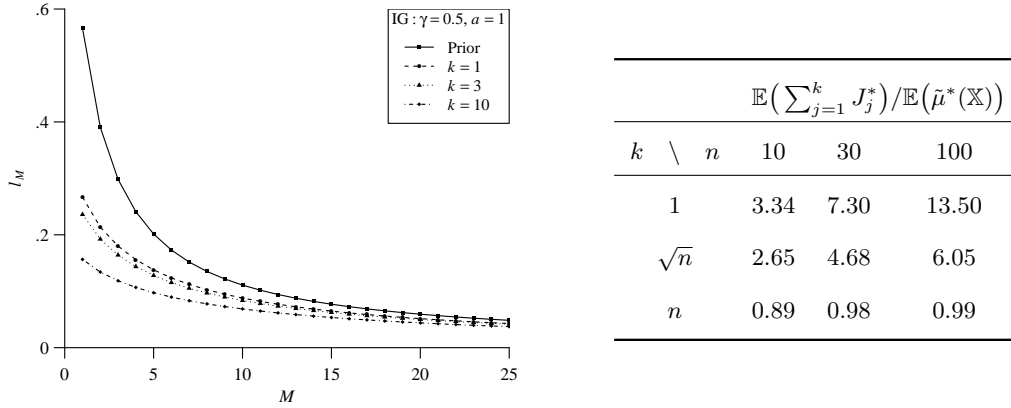 .6
.6
.2
0
l_M
0
5
10
15
20
25
M
IG : γ = 0.5, a = 1
Prior
k = 1
k = 3
k = 10
𝔼(∑_{j=1}^{k} J_j^*)/𝔼(μ̃^*(𝕏))
k \ n 10 30 100
1 3.34 7.30 13.50
√n 2.65 4.68 6.05
n 0.89 0.98 0.99